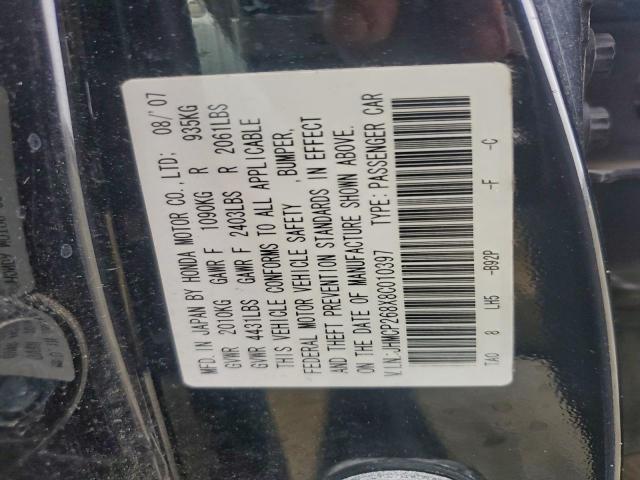 MFD. IN JAPAN BY HONDA MOTOR CO., LTD; 08/'07
GVWR 2010KG GAWR F 1090KG R 935KG
GVWR 4431LBS GAWR F 2403LBS R 2061LBS
THIS VEHICLE CONFORMS TO ALL APPLICABLE
FEDERAL MOTOR VEHICLE SAFETY , BUMPER,
AND THEFT PREVENTION STANDARDS IN EFFECT
ON THE DATE OF MANUFACTURE SHOWN ABOVE.
V.I.N.:JHMCP268X8C010397 TYPE: PASSENGER CAR
TA0 8 LH5 -B92P -F -C